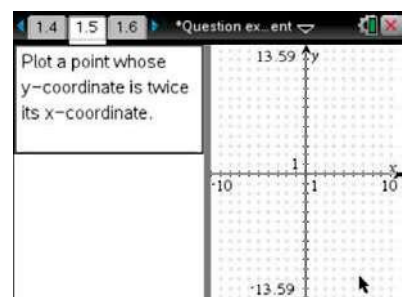 1.4 1.5 1.6 *Question ex…ent
Plot a point whose
y-coordinate is twice
its x-coordinate.
13.59 y
1
x
-10 1 10
-13.59